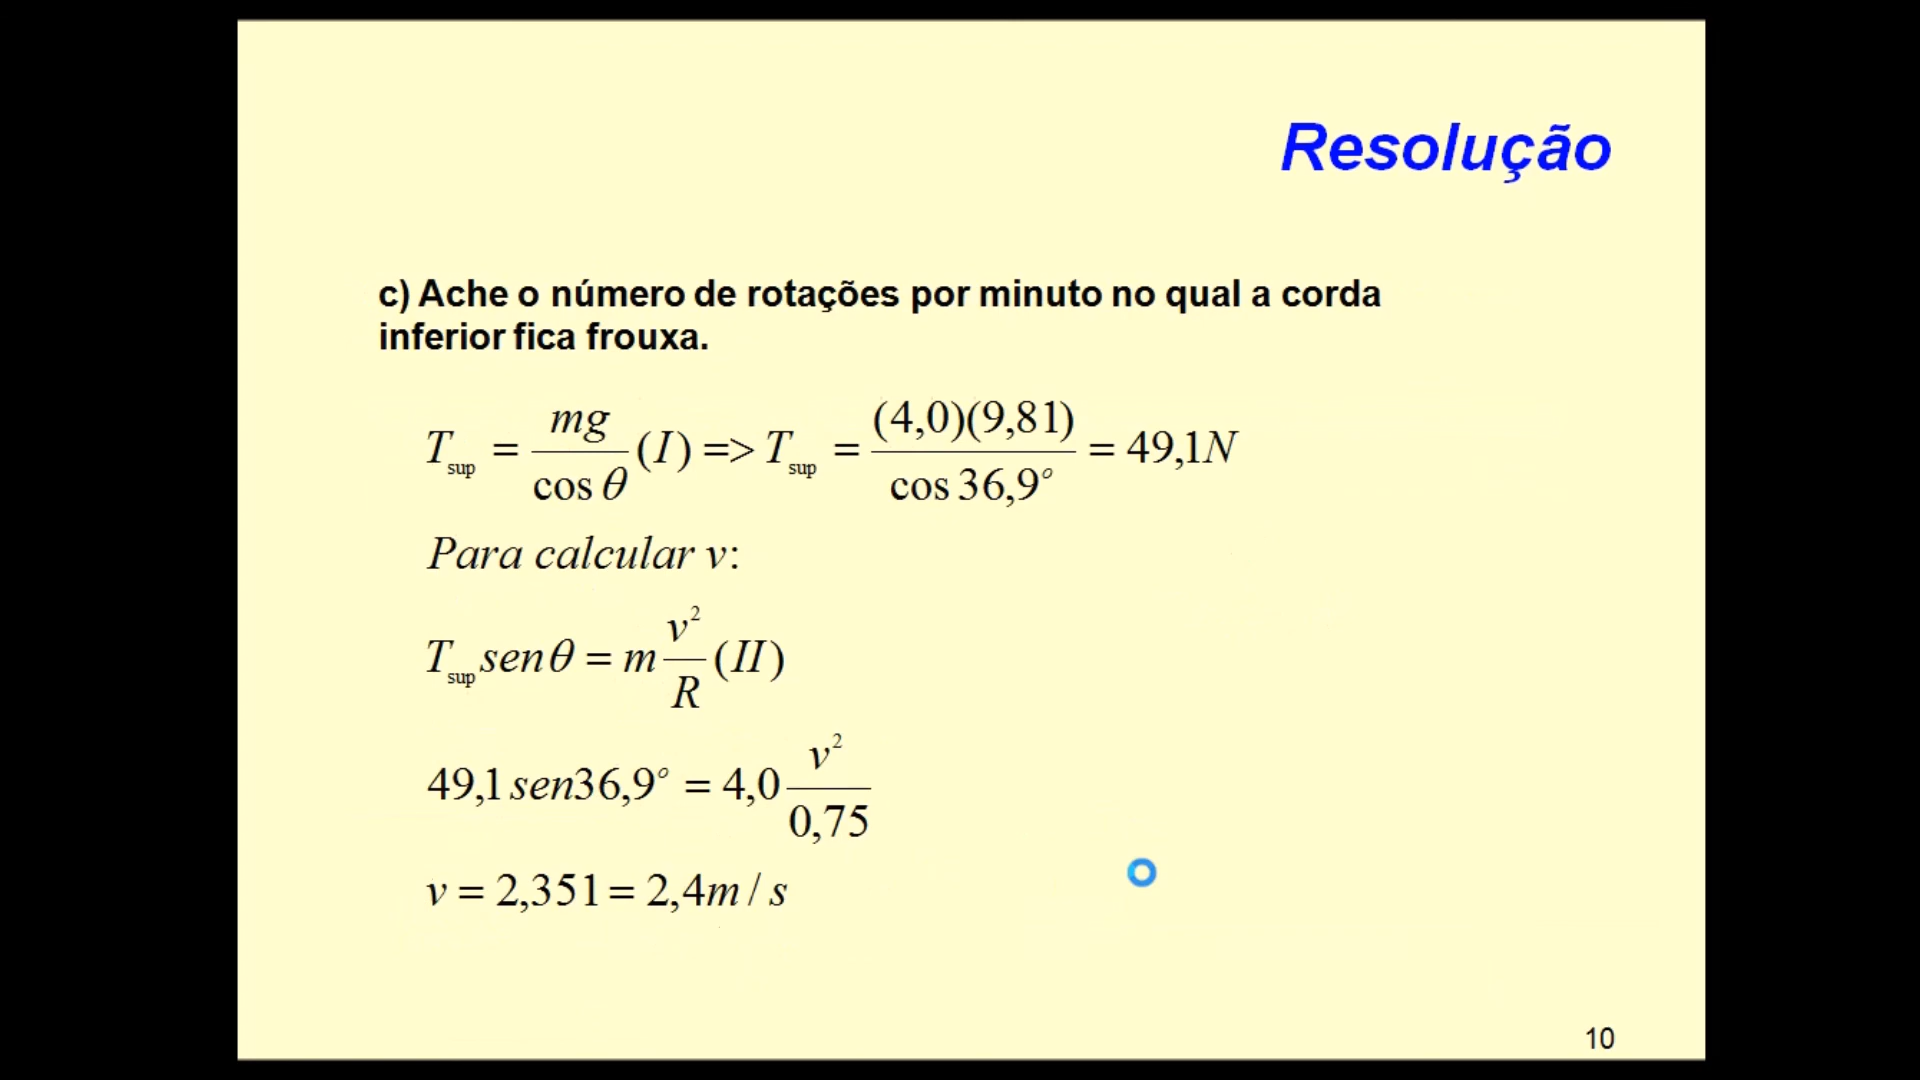 Resolução
c) Ache o número de rotações por minuto no qual a corda
inferior fica frouxa.
T_sup = mg / cos θ (I) => T_sup = (4,0)(9,81) / cos 36,9° = 49,1N
Para calcular v:
T_sup sen θ = m v² / R (II)
49,1 sen36,9° = 4,0 v² / 0,75
v = 2,351 = 2,4m / s
10